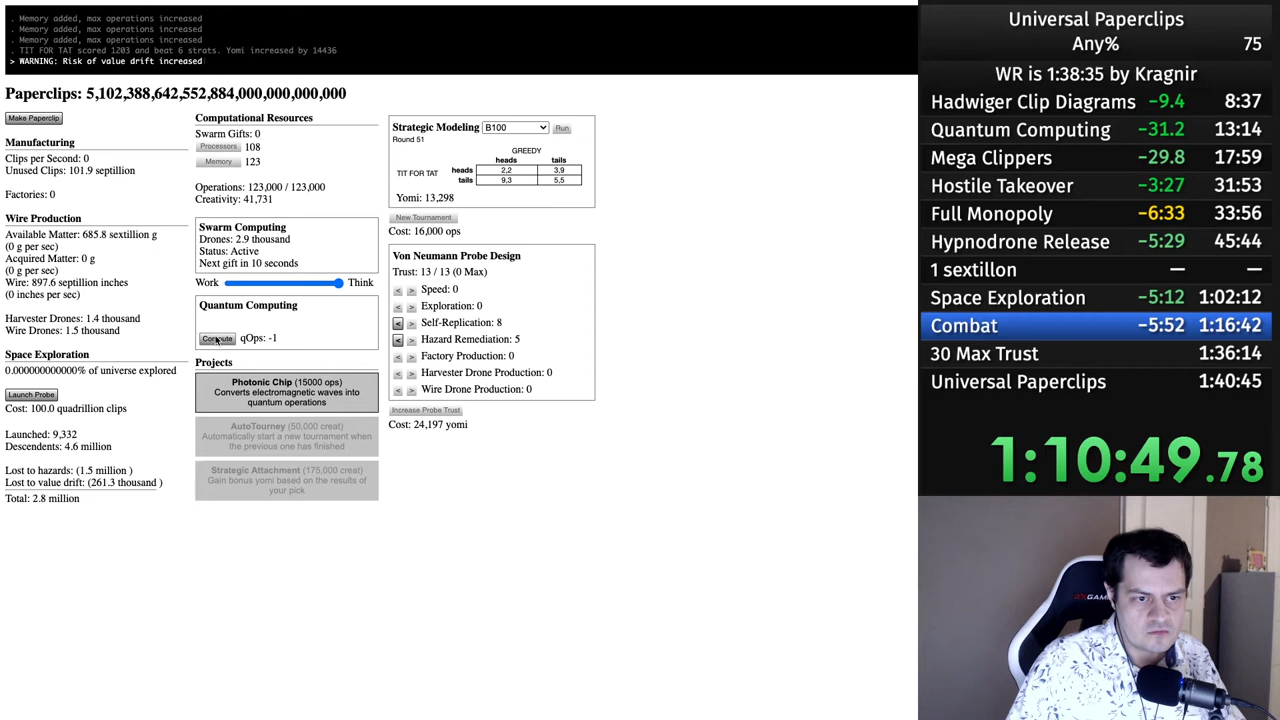 . Memory added, max operations increased
. Memory added, max operations increased
. Memory added, max operations increased
. TIT FOR TAT scored 1203 and beat 6 strats. Yomi increased by 14436
> WARNING: Risk of value drift increased
Paperclips: 5,102,388,642,552,884,000,000,000,000
Make Paperclip
Manufacturing
Clips per Second: 0
Unused Clips: 101.9 septillion
Factories: 0
Wire Production
Available Matter: 685.8 sextillion g
(0 g per sec)
Acquired Matter: 0 g
(0 g per sec)
Wire: 897.6 septillion inches
(0 inches per sec)
Harvester Drones: 1.4 thousand
Wire Drones: 1.5 thousand
Space Exploration
0.000000000000% of universe explored
Launch Probe
Cost: 100.0 quadrillion clips
Launched: 9,332
Descendents: 4.6 million
Lost to hazards: (1.5 million )
Lost to value drift: (261.3 thousand )
Total: 2.8 million
Computational Resources
Swarm Gifts: 0
Processors 108
Memory 123
Operations: 123,000 / 123,000
Creativity: 41,731
Swarm Computing
Drones: 2.9 thousand
Status: Active
Next gift in 10 seconds
Work Think
Quantum Computing
Compute qOps: -1
Projects
Photonic Chip (15000 ops)
Converts electromagnetic waves into
quantum operations
AutoTourney (50,000 creat)
Automatically start a new tournament when
the previous one has finished
Strategic Attachment (175,000 creat)
Gain bonus yomi based on the results of
your pick
Strategic Modeling B100 Run
Round 51
GREEDY
heads tails
TIT FOR TAT heads 2,2 3,9
tails 9,3 5,5
Yomi: 13,298
New Tournament
Cost: 16,000 ops
Von Neumann Probe Design
Trust: 13 / 13 (0 Max)
< > Speed: 0
< > Exploration: 0
< > Self-Replication: 8
< > Hazard Remediation: 5
< > Factory Production: 0
< > Harvester Drone Production: 0
< > Wire Drone Production: 0
Increase Probe Trust
Cost: 24,197 yomi
Universal Paperclips
Any% 75
WR is 1:38:35 by Kragnir
Hadwiger Clip Diagrams −9.4 8:37
Quantum Computing −31.2 13:14
Mega Clippers −29.8 17:59
Hostile Takeover −3:27 31:53
Full Monopoly −6:33 33:56
Hypnodrone Release −5:29 45:44
1 sextillon — —
Space Exploration −5:12 1:02:12
Combat −5:52 1:16:42
30 Max Trust 1:36:14
Universal Paperclips 1:40:45
1:10:49.78